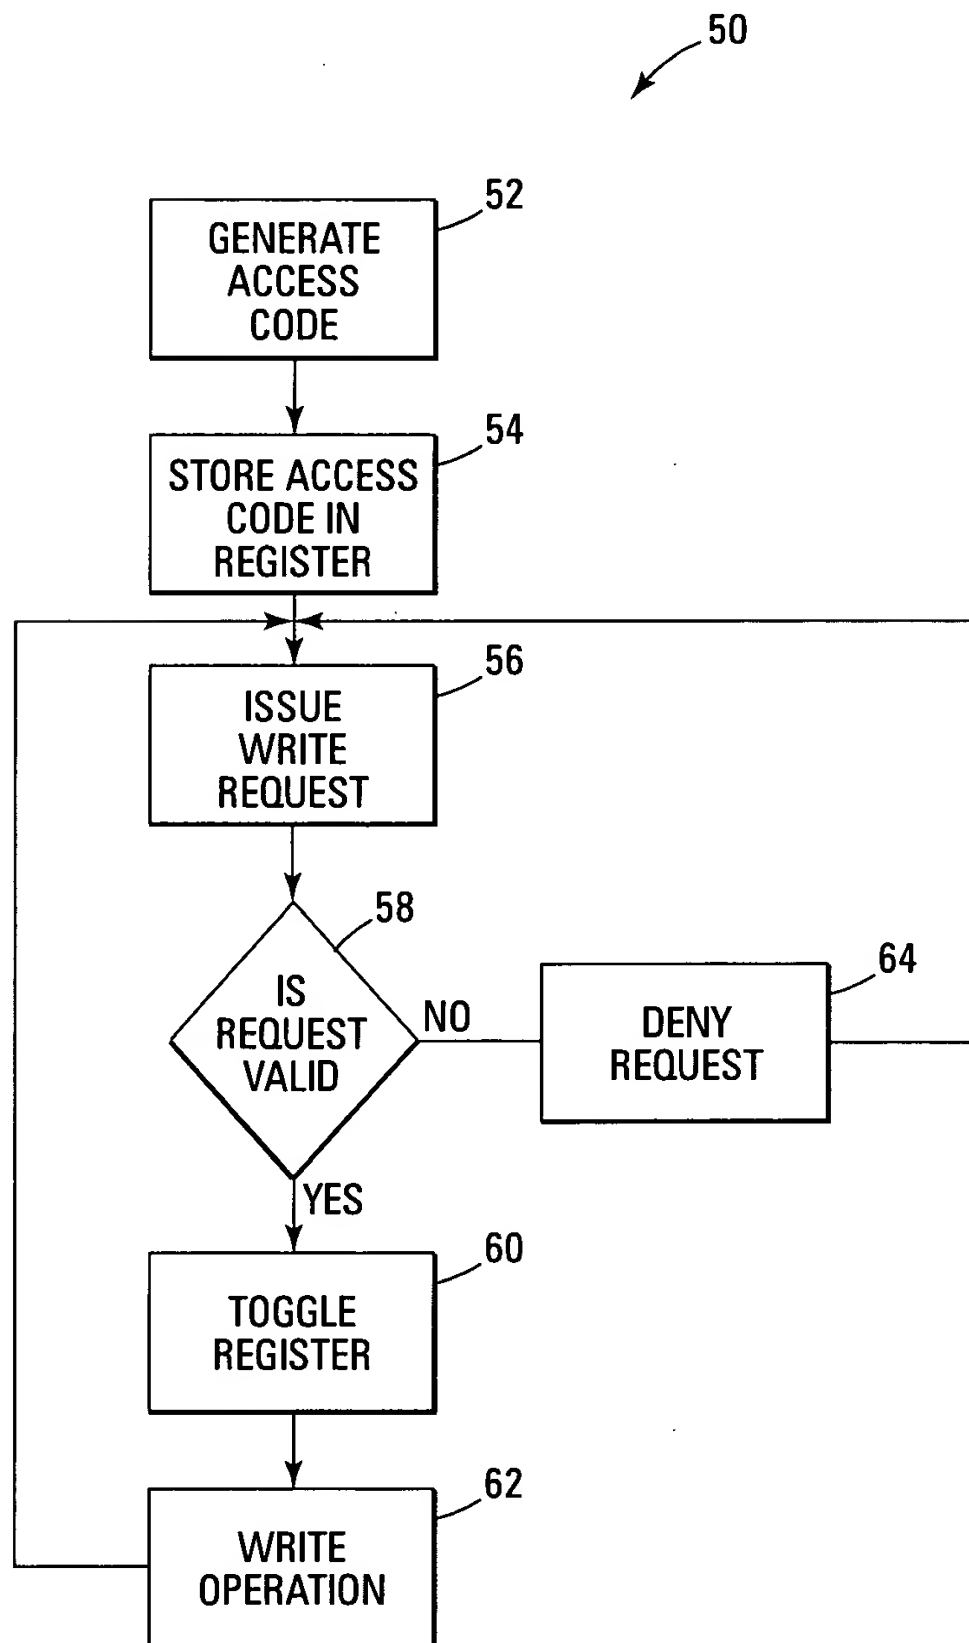 50
52
GENERATE
ACCESS
CODE
54
STORE ACCESS
CODE IN
REGISTER
56
ISSUE
WRITE
REQUEST
58
IS
REQUEST
VALID
NO
64
DENY
REQUEST
YES
60
TOGGLE
REGISTER
62
WRITE
OPERATION